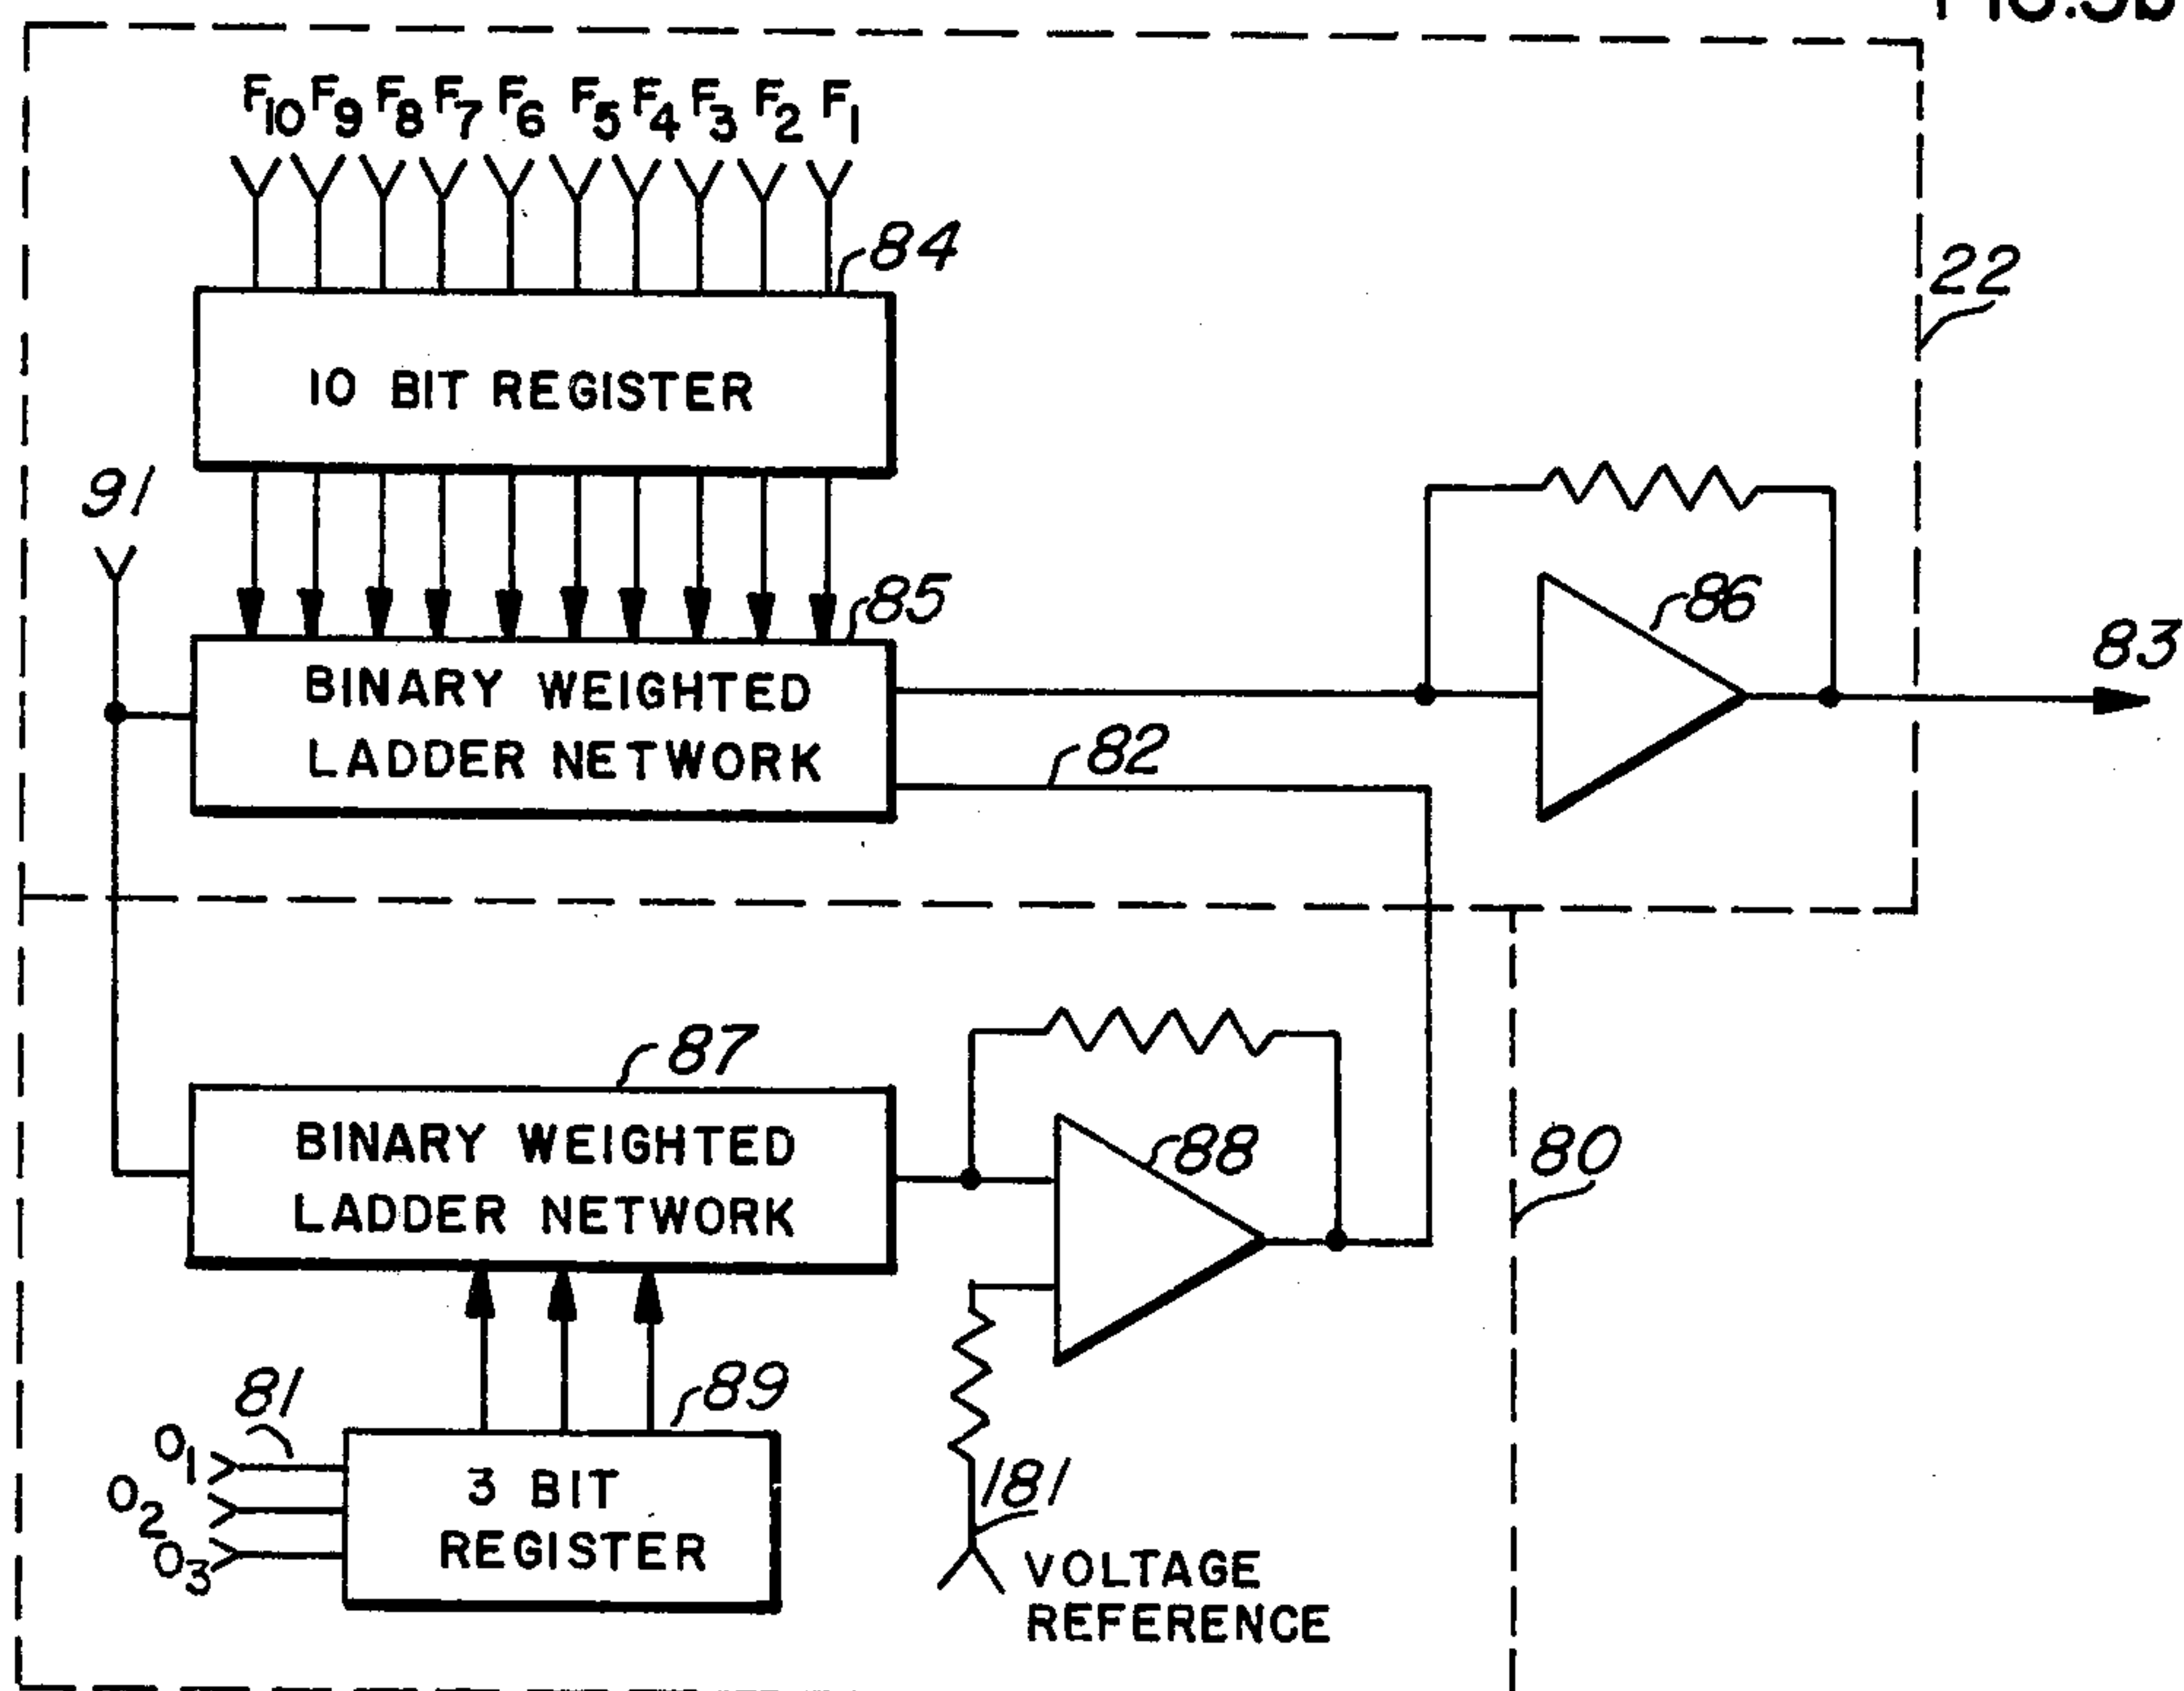 F10 F9 F8 F7 F6 F5 F4 F3 F2 F1
84
22
10 BIT REGISTER
91
85
86
83
BINARY WEIGHTED
LADDER NETWORK
82
87
88
80
BINARY WEIGHTED
LADDER NETWORK
81
89
O1
O2
O3
3 BIT
REGISTER
181
VOLTAGE
REFERENCE